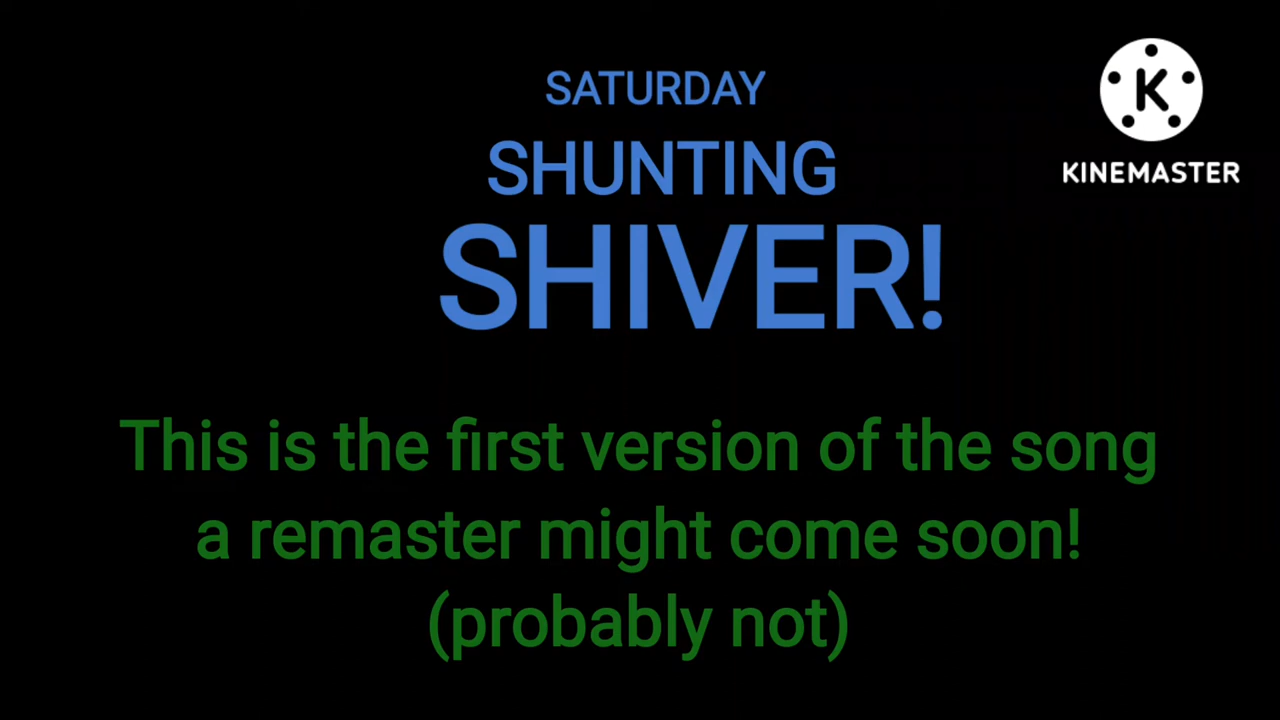 SATURDAY
SHUNTING
SHIVER!
K
KINEMASTER
This is the first version of the song
a remaster might come soon!
(probably not)